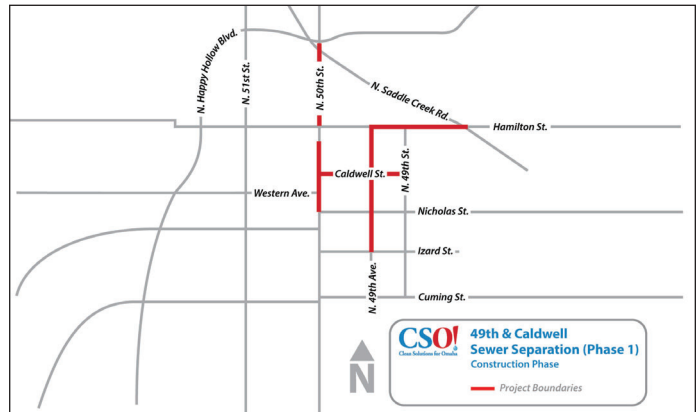 N. Happy Hollow Blvd.
N. 51st St.
N. 50th St.
N. Saddle Creek Rd.
Hamilton St.
Caldwell St.
N. 49th St.
Western Ave.
Nicholas St.
Izard St.
N. 49th Ave.
Cuming St.
N
CSO!
Clean Solutions for Omaha
49th & Caldwell
Sewer Separation (Phase 1)
Construction Phase
Project Boundaries